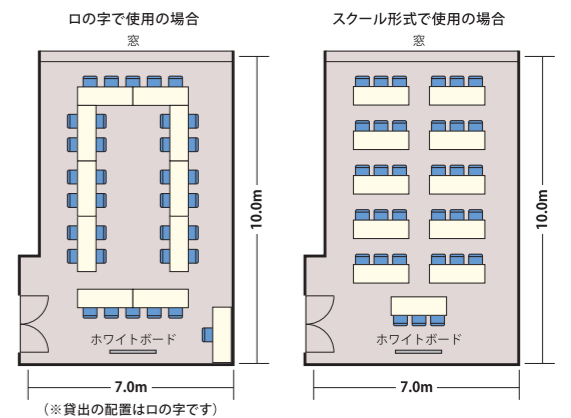 ロの字で使用の場合
窓
10.0m
ホワイトボード
7.0m
(※貸出の配置はロの字です)
スクール形式で使用の場合
窓
10.0m
ホワイトボード
7.0m